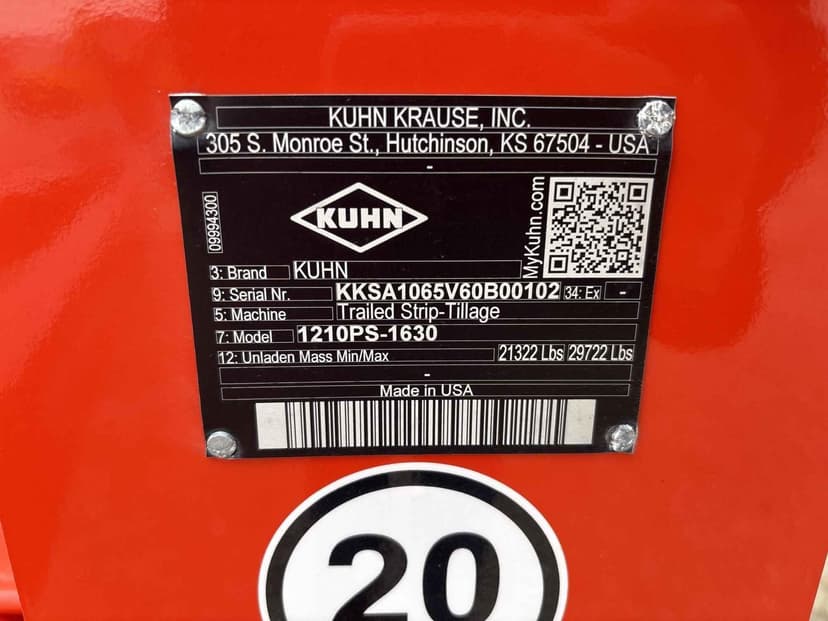 KUHN KRAUSE, INC.
305 S. Monroe St., Hutchinson, KS 67504 - USA
-
09994300
KUHN
MyKuhn.com
3: Brand KUHN
9: Serial Nr. KKSA1065V60B00102 34: Ex -
5: Machine Trailed Strip-Tillage
7: Model 1210PS-1630
12: Unladen Mass Min/Max 21322 Lbs 29722 Lbs
-
Made in USA
20